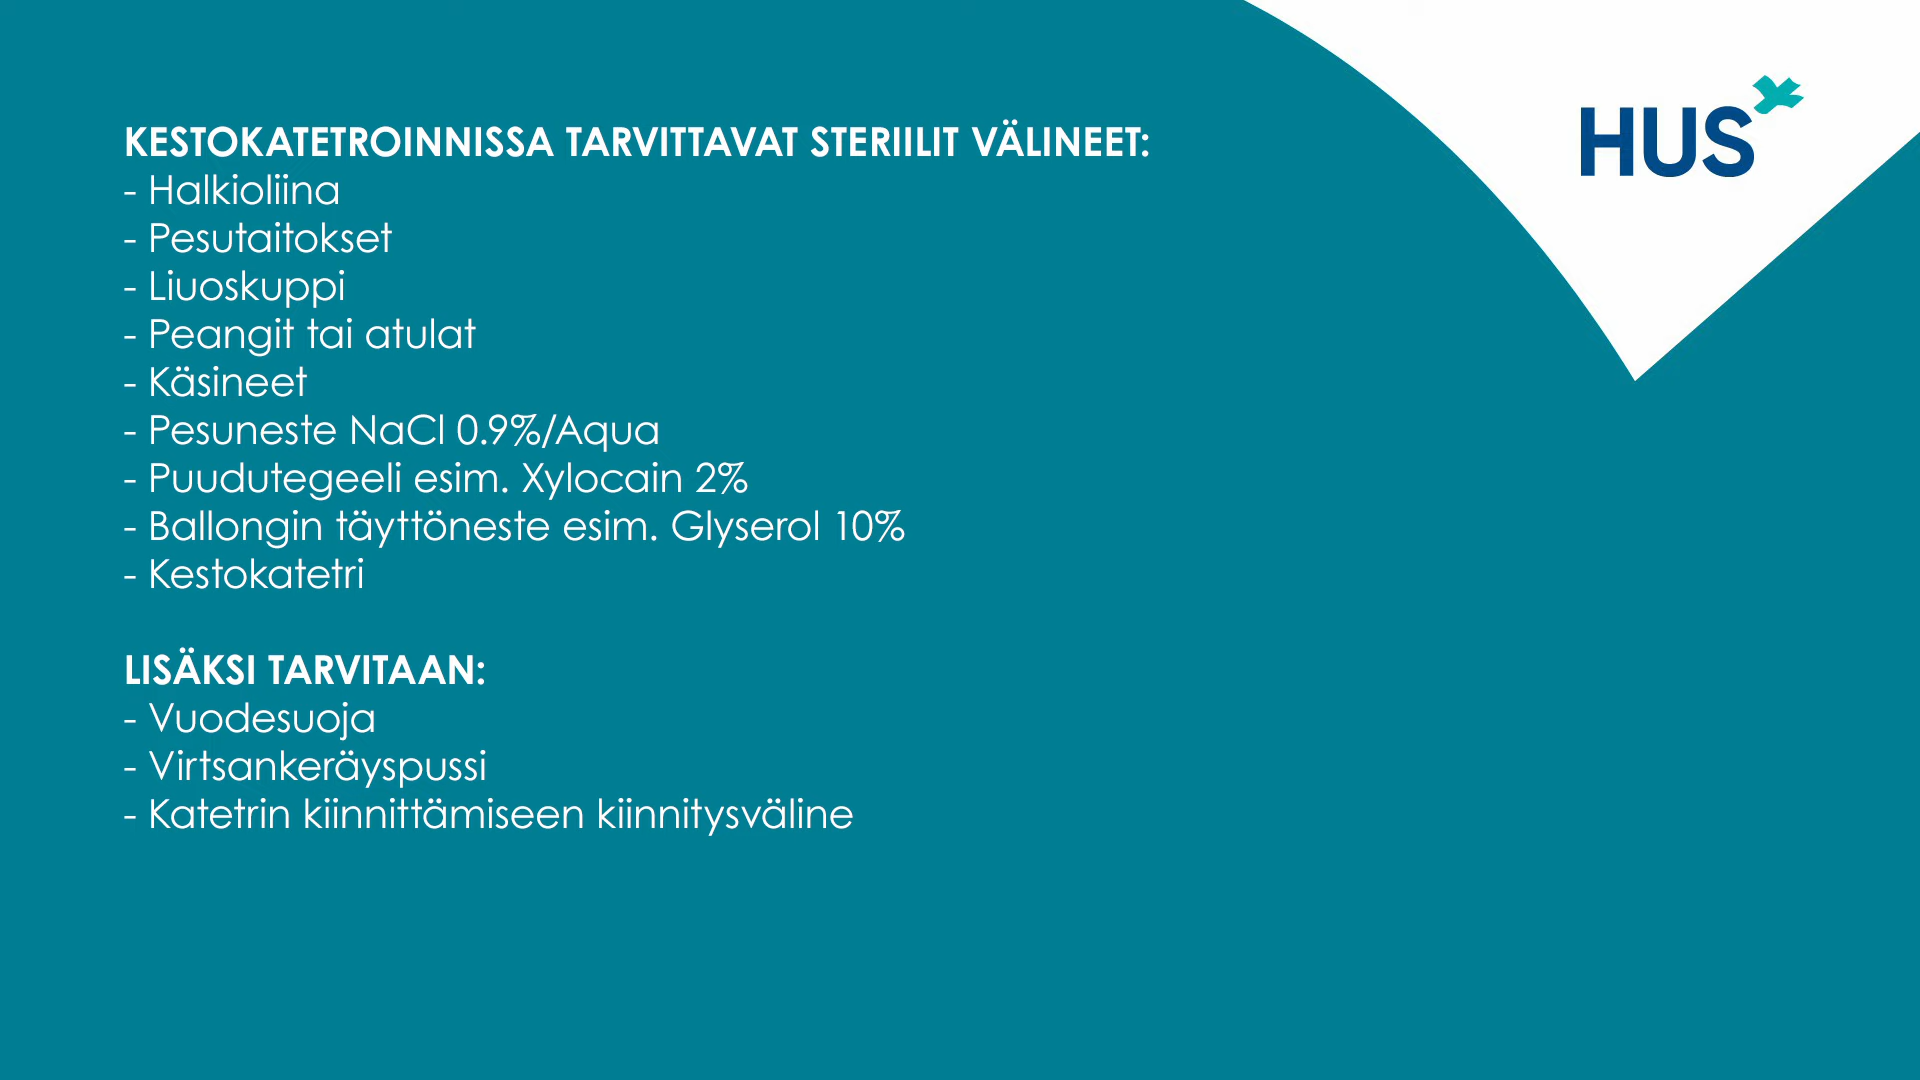 HUS
KESTOKATETROINNISSA TARVITTAVAT STERIILIT VÄLINEET:
- Halkioliina
- Pesutaitokset
- Liuoskuppi
- Peangit tai atulat
- Käsineet
- Pesuneste NaCl 0.9%/Aqua
- Puudutegeeli esim. Xylocain 2%
- Ballongin täyttöneste esim. Glyserol 10%
- Kestokatetri
LISÄKSI TARVITAAN:
- Vuodesuoja
- Virtsankeräyspussi
- Katetrin kiinnittämiseen kiinnitysväline